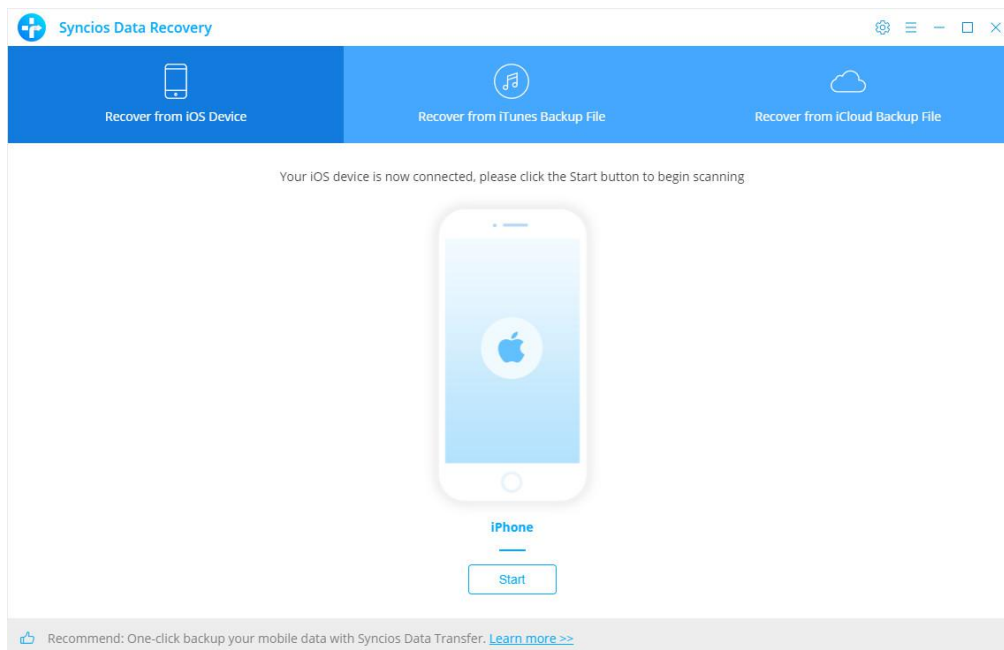 Syncios Data Recovery
Recover from iOS Device
Recover from iTunes Backup File
Recover from iCloud Backup File
Your iOS device is now connected, please click the Start button to begin scanning
iPhone
Start
Recommend: One-click backup your mobile data with Syncios Data Transfer. Learn more >>